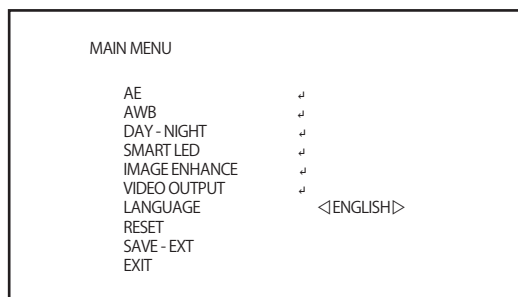 MAIN MENU
AE ↵
AWB ↵
DAY - NIGHT ↵
SMART LED ↵
IMAGE ENHANCE ↵
VIDEO OUTPUT ↵
LANGUAGE ◁ENGLISH▷
RESET
SAVE - EXT
EXIT